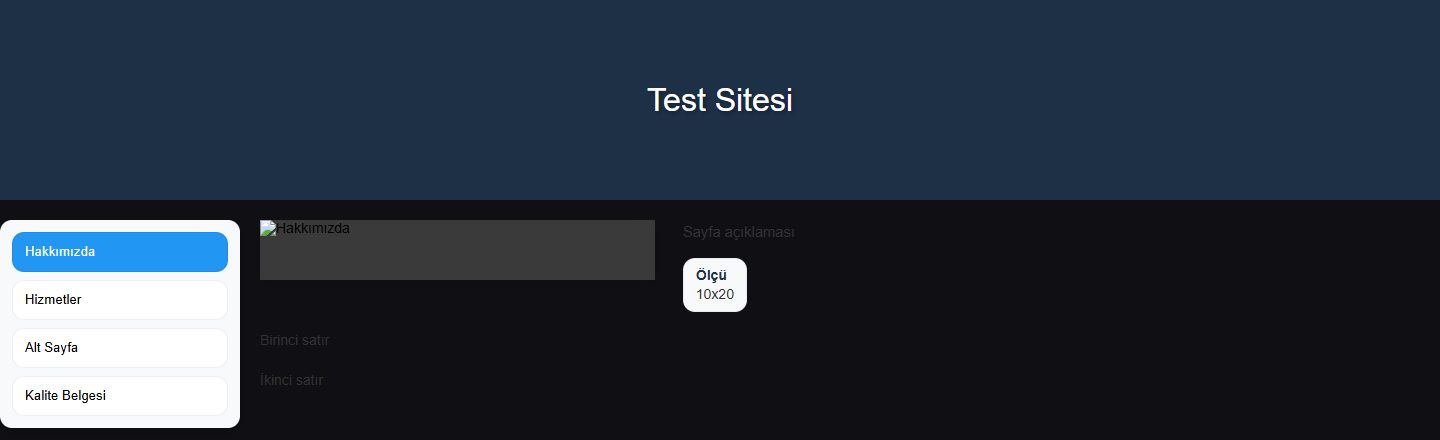 Test Sitesi
Hakkımızda
Hizmetler
Alt Sayfa
Kalite Belgesi
Hakkımızda
Sayfa açıklaması
Ölçü
10x20
Birinci satır
İkinci satır